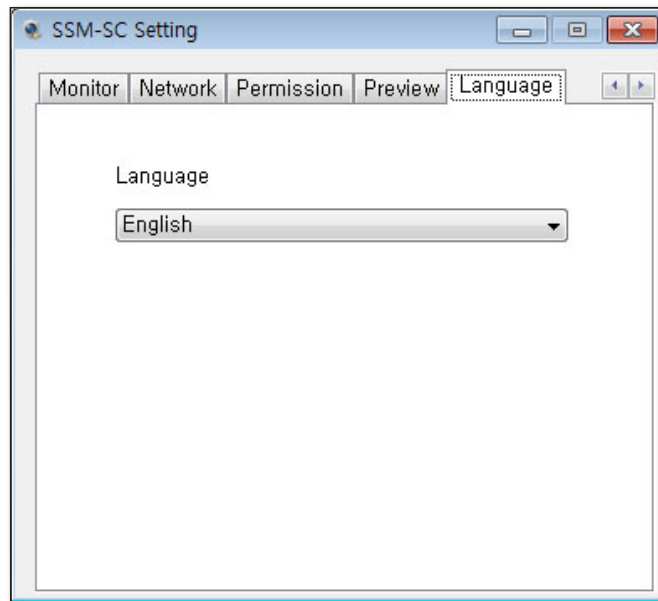 SSM-SC Setting
Monitor Network Permission Preview Language
Language
English